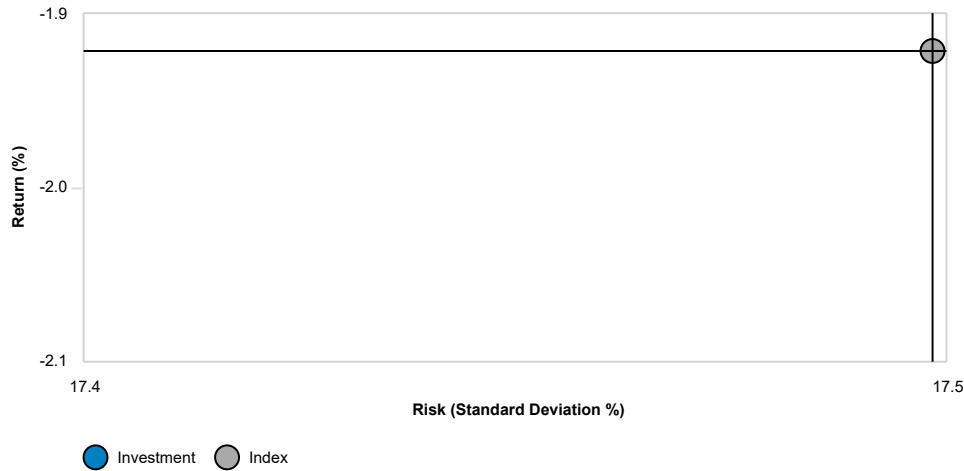 -1.9
Return (%)
-2.0
-2.1
17.4
17.5
Risk (Standard Deviation %)
Investment
Index